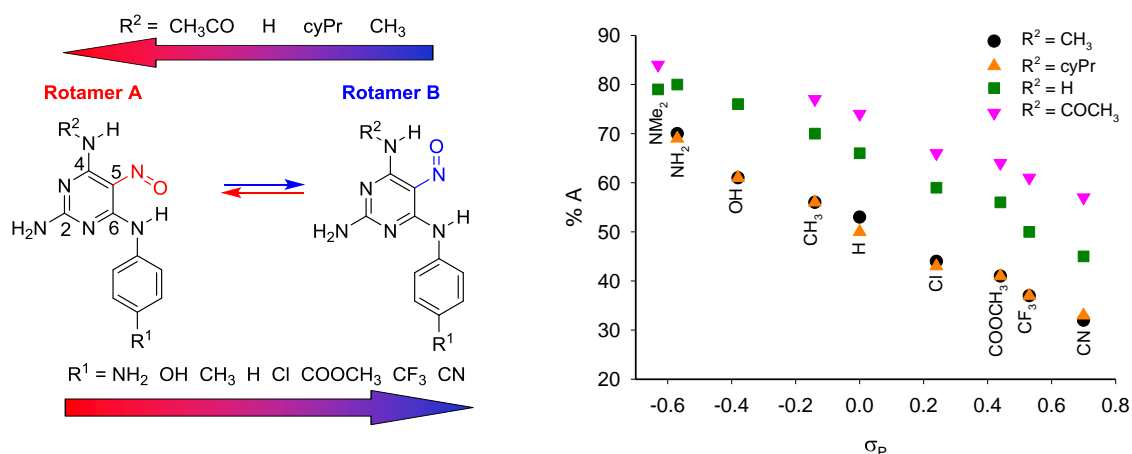 R² = CH₃CO H cyPr CH₃
Rotamer A
Rotamer B
R²
N
H
4
5
N
O
N
N
H₂N
2
6
H
N
R¹
R²
N
H
O
N
N
N
H₂N
H
N
R¹
R¹ = NH₂ OH CH₃ H Cl COOCH₃ CF₃ CN
% A
90
80
70
60
50
40
30
20
-0.6
-0.4
-0.2
0.0
0.2
0.4
0.6
0.8
σP
R² = CH₃
R² = cyPr
R² = H
R² = COCH₃
NMe₂
NH₂
OH
CH₃
H
Cl
COOCH₃
CF₃
CN